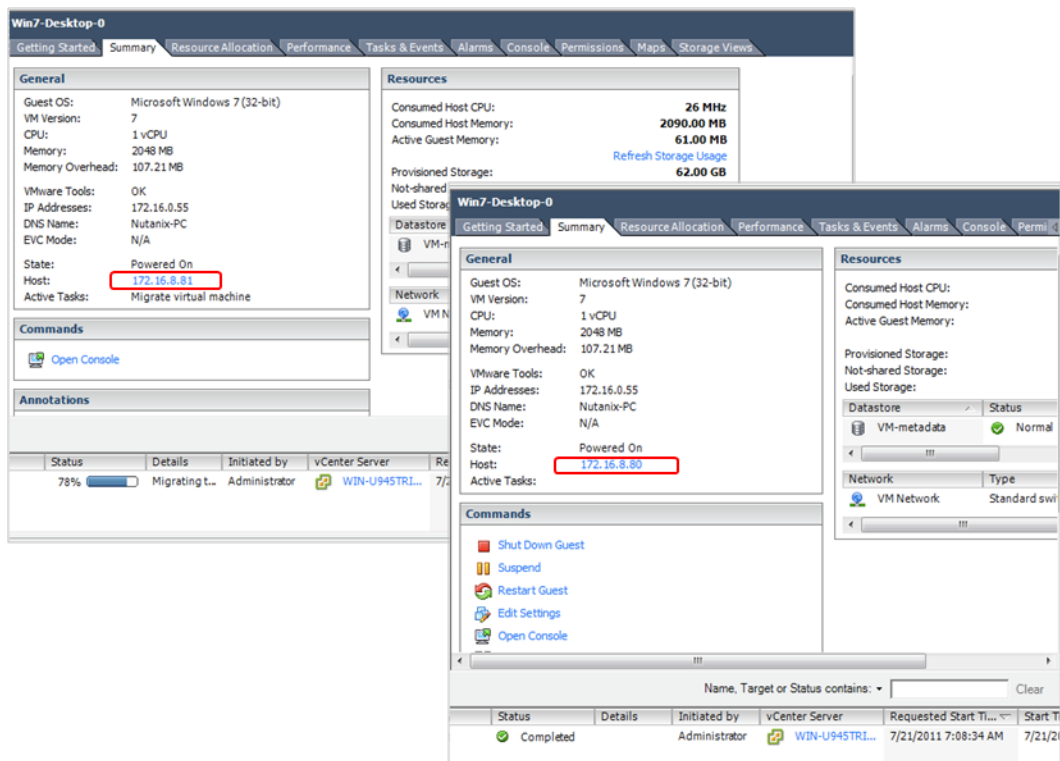 Win7-Desktop-0
Getting Started Summary Resource Allocation Performance Tasks & Events Alarms Console Permissions Maps Storage Views
General
Guest OS: Microsoft Windows 7 (32-bit)
VM Version: 7
CPU: 1 vCPU
Memory: 2048 MB
Memory Overhead: 107.21 MB
VMware Tools: OK
IP Addresses: 172.16.0.55
DNS Name: Nutanix-PC
EVC Mode: N/A
State: Powered On
Host: 172.16.8.81
Active Tasks: Migrate virtual machine
Commands
Open Console
Annotations
Resources
Consumed Host CPU: 26 MHz
Consumed Host Memory: 2090.00 MB
Active Guest Memory: 61.00 MB
Refresh Storage Usage
Provisioned Storage: 62.00 GB
Not-shared
Used Storag
Datastore
VM-m
Network
VM N
Status Details Initiated by vCenter Server Re
78% Migrating t... Administrator WIN-U945TRI... 7/2
Win7-Desktop-0
Getting Started Summary Resource Allocation Performance Tasks & Events Alarms Console Permi
General
Guest OS: Microsoft Windows 7 (32-bit)
VM Version: 7
CPU: 1 vCPU
Memory: 2048 MB
Memory Overhead: 107.21 MB
VMware Tools: OK
IP Addresses: 172.16.0.55
DNS Name: Nutanix-PC
EVC Mode: N/A
State: Powered On
Host: 172.16.8.80
Active Tasks:
Commands
Shut Down Guest
Suspend
Restart Guest
Edit Settings
Open Console
Resources
Consumed Host CPU:
Consumed Host Memory:
Active Guest Memory:
Provisioned Storage:
Not-shared Storage:
Used Storage:
Datastore Status
VM-metadata Normal
Network Type
VM Network Standard swi
Name, Target or Status contains: Clear
Status Details Initiated by vCenter Server Requested Start Ti... Start T
Completed Administrator WIN-U945TRI... 7/21/2011 7:08:34 AM 7/21/20